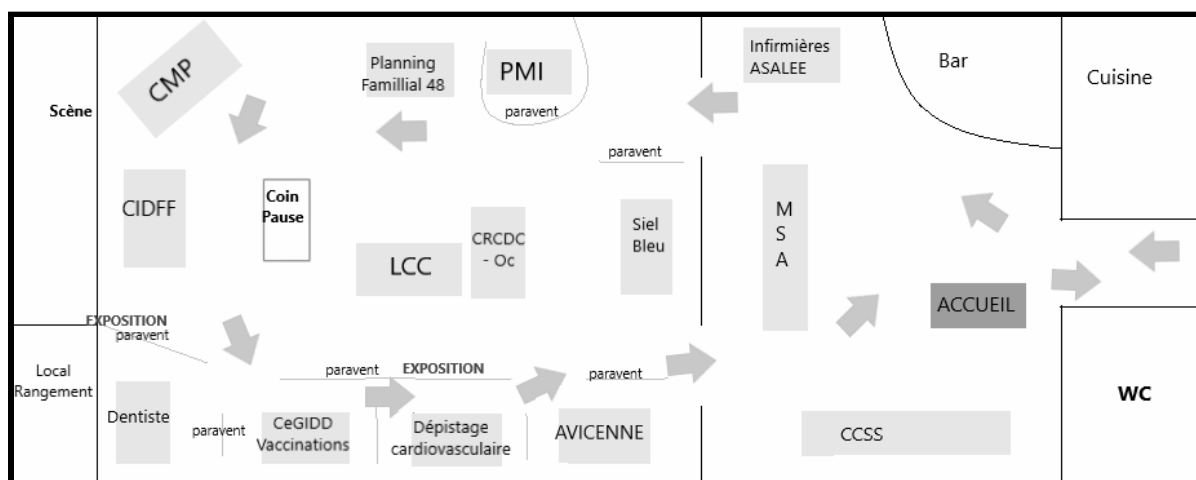 CMP
Planning
Famillial 48
PMI
paravent
Infirmières
ASALEE
Bar
Cuisine
Scène
paravent
CIDFF
Coin
Pause
LCC
CRCDC
- Oc
Siel
Bleu
M
S
A
ACCUEIL
EXPOSITION
paravent
Local
Rangement
paravent
EXPOSITION
paravent
Dentiste
paravent
CeGIDD
Vaccinations
Dépistage
cardiovasculaire
AVICENNE
CCSS
WC